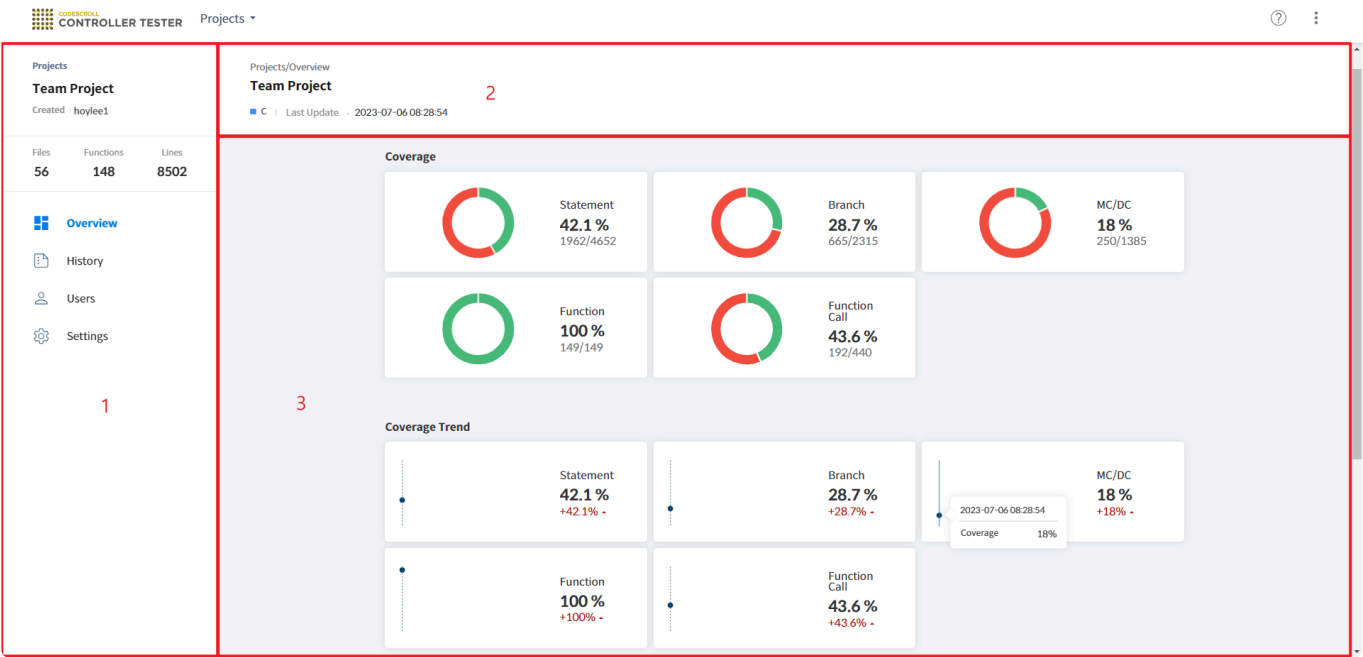 CODESCROLL
CONTROLLER TESTER
Projects
Projects
Team Project
Created hoylee1
Files Functions Lines
56 148 8502
Overview
History
Users
Settings
1
Projects/Overview
Team Project
C Last Update - 2023-07-06 08:28:54
2
Coverage
Statement
42.1 %
1962/4652
Branch
28.7 %
665/2315
MC/DC
18 %
250/1385
Function
100 %
149/149
Function
Call
43.6 %
192/440
3
Coverage Trend
Statement
42.1 %
+42.1%
Branch
28.7 %
+28.7%
MC/DC
18 %
+18%
2023-07-06 08:28:54
Coverage 18%
Function
100 %
+100%
Function
Call
43.6 %
+43.6%